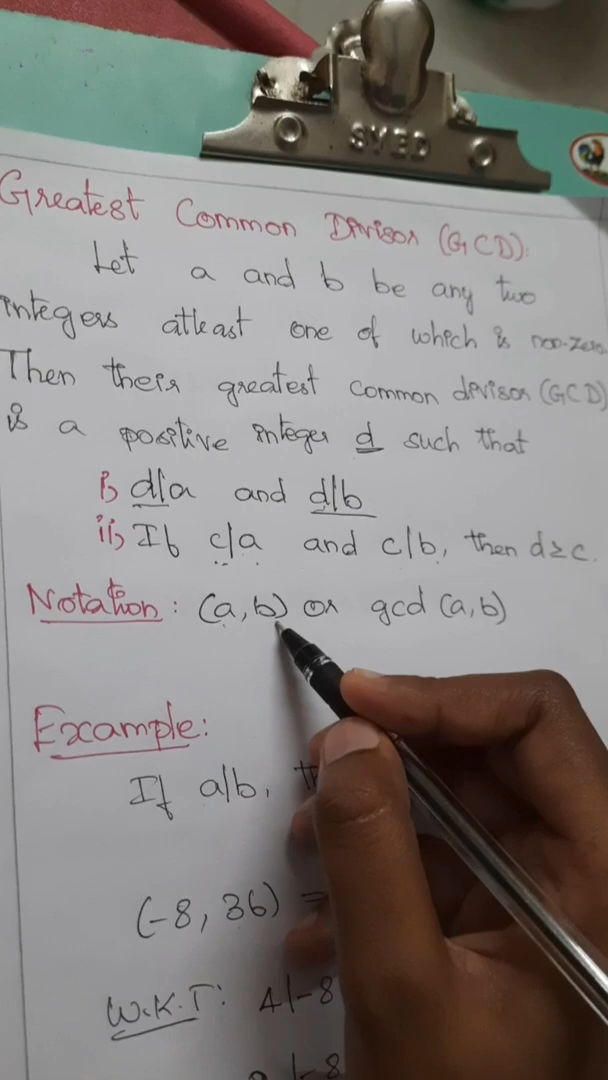 SYED
Greatest Common Divisor (GCD):
Let a and b be any two
integers atleast one of which is non-zero
Then their greatest common divisor (GCD)
is a positive integer d such that
i) d/a and d/b
ii) If c/a and c/b, then d≥c.
Notation: (a,b) or gcd (a,b)
Example:
If a/b,
(-8, 36) =
W.K.T: 4/-8
/-8